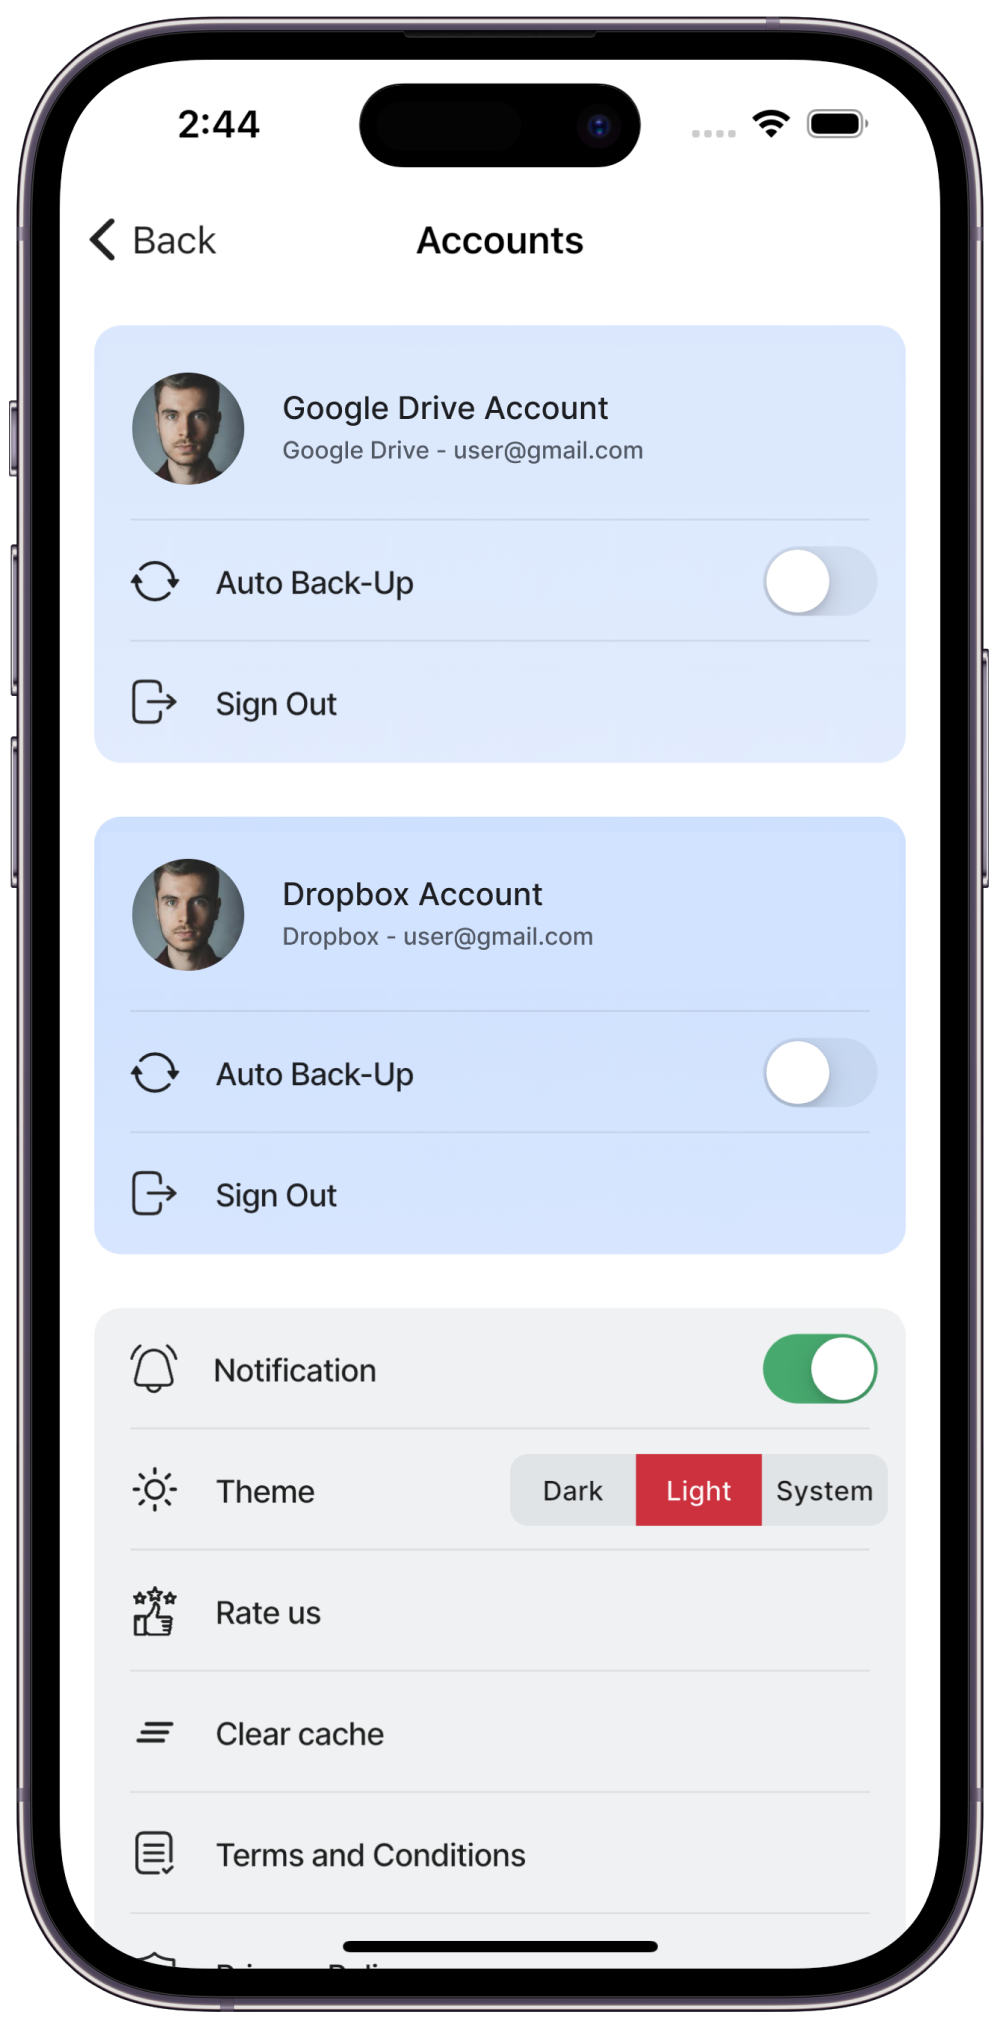 2:44
Back
Accounts
Google Drive Account
Google Drive - user@gmail.com
Auto Back-Up
Sign Out
Dropbox Account
Dropbox - user@gmail.com
Auto Back-Up
Sign Out
Notification
Theme Dark Light System
Rate us
Clear cache
Terms and Conditions